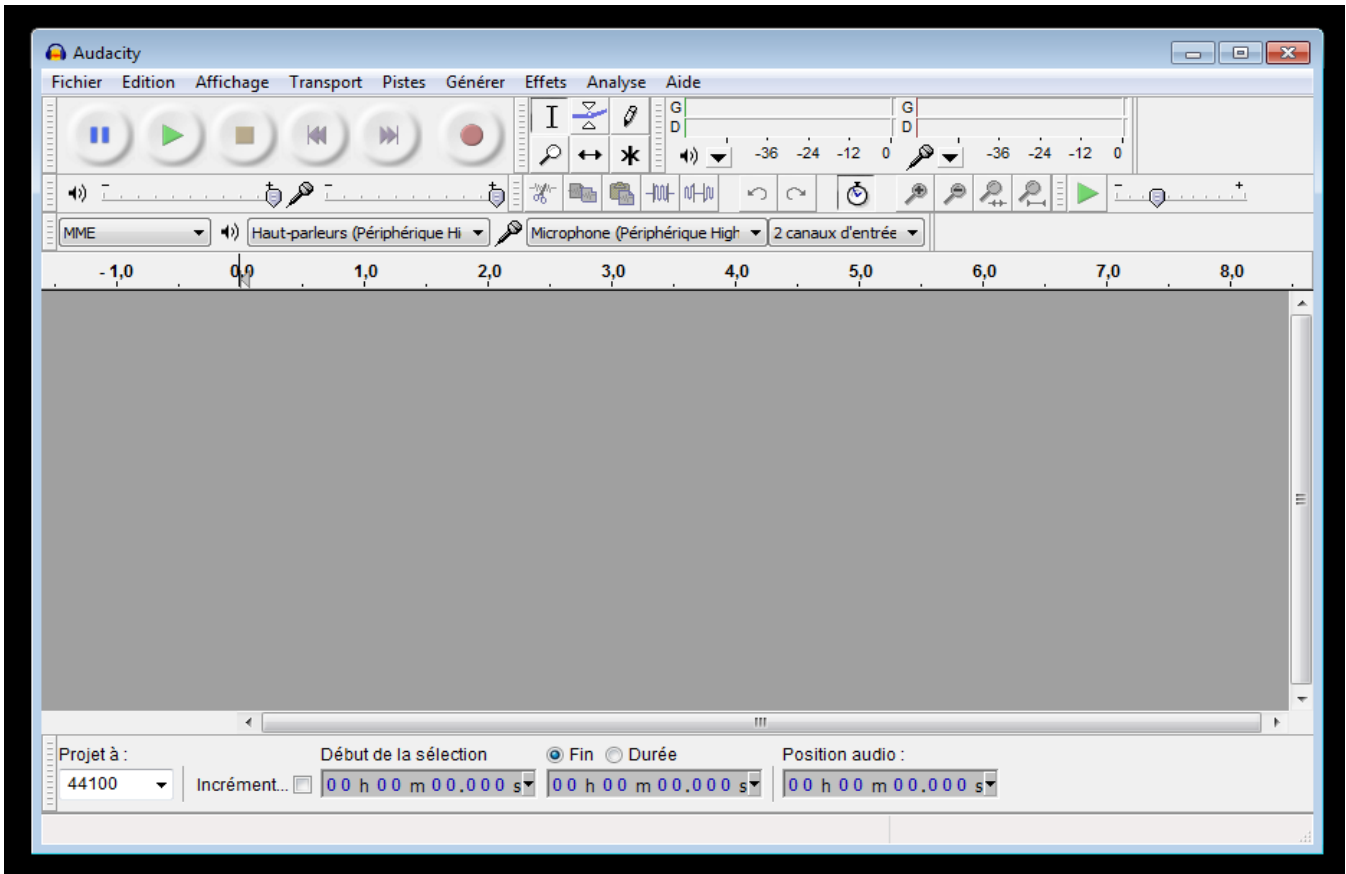 Audacity
Fichier Edition Affichage Transport Pistes Générer Effets Analyse Aide
G G
D D
-36 -24 -12 0 -36 -24 -12 0
MME Haut-parleurs (Périphérique Hi Microphone (Périphérique High 2 canaux d'entrée
- 1,0 0,0 1,0 2,0 3,0 4,0 5,0 6,0 7,0 8,0
Projet à : Début de la sélection Fin Durée Position audio :
44100 Incrément... 00 h 00 m 00.000 s 00 h 00 m 00.000 s 00 h 00 m 00.000 s